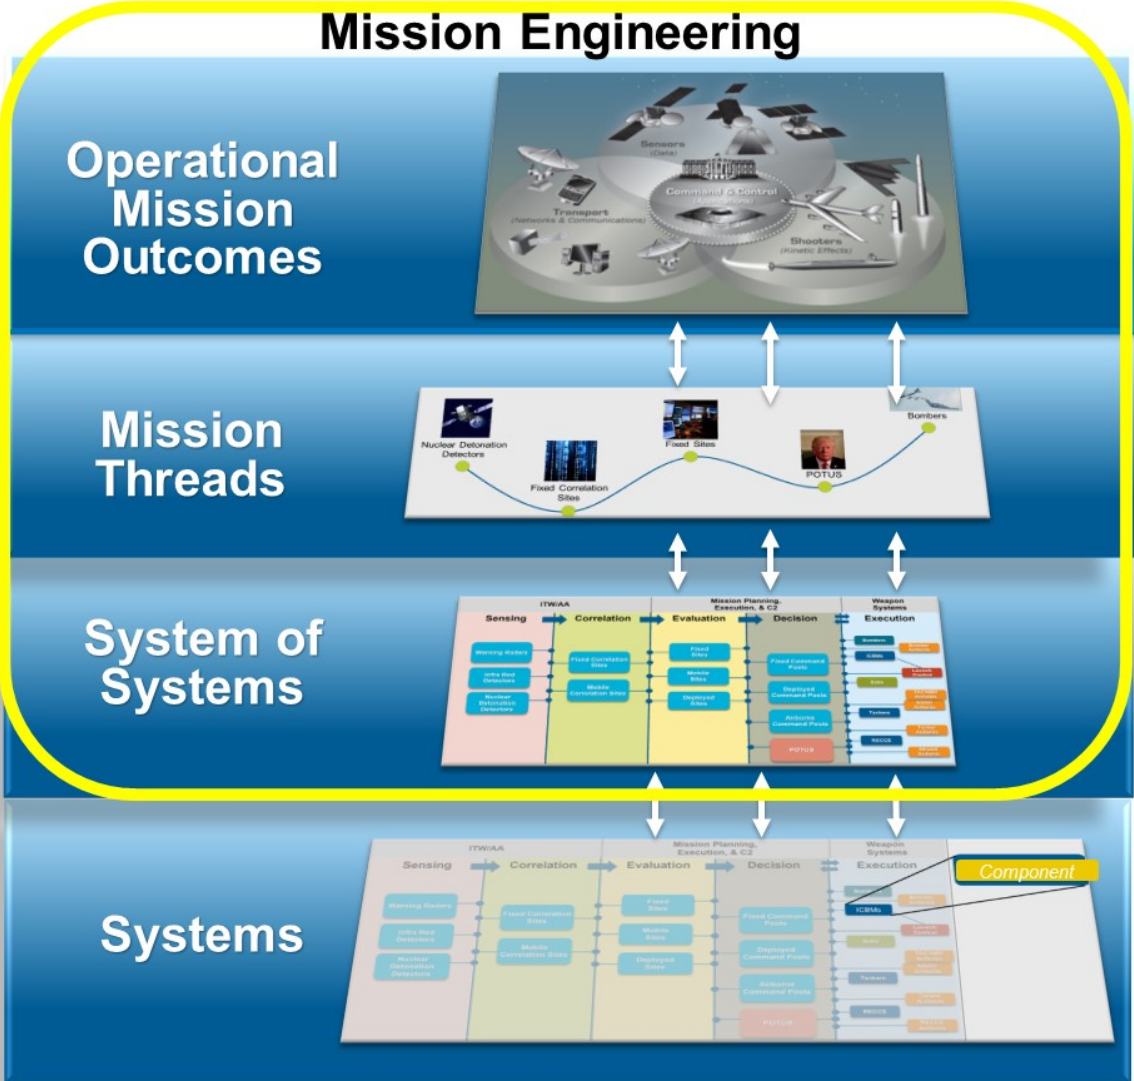 Mission Engineering
Operational
Mission
Outcomes
Sensors
(Data)
Command & Control
(Applications)
Transport
(Networks & Communications)
Shooters
(Kinetic Effects)
Mission
Threads
Nuclear Detonation
Detectors
Fixed Correlation
Sites
Fixed Sites
POTUS
Bombers
System of
Systems
ITW/AA
Mission Planning,
Execution, & C2
Weapon
Systems
Sensing
Correlation
Evaluation
Decision
Execution
Warning Radars
Infra Red
Detectors
Nuclear
Detonation
Detectors
Fixed Correlation
Sites
Mobile
Correlation Sites
Fixed
Sites
Mobile
Sites
Deployed
Sites
Fixed Command
Posts
Deployed
Command Posts
Airborne
Command Posts
POTUS
Bombers
ICBMs
Tankers
RECCE
Systems
ITW/AA
Mission Planning,
Execution, & C2
Weapon
Systems
Sensing
Correlation
Evaluation
Decision
Execution
Warning Radars
Infra Red
Detectors
Nuclear
Detonation
Detectors
Fixed Correlation
Sites
Mobile
Correlation Sites
Fixed
Sites
Mobile
Sites
Deployed
Sites
Fixed Command
Posts
Deployed
Command Posts
Airborne
Command Posts
POTUS
ICBMs
Tankers
RECCE
Component